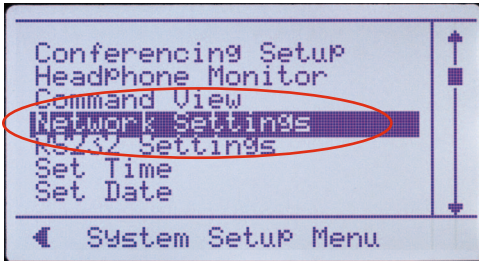 Conferencing Setup
Headphone Monitor
Command View
Network Settings
RS232 Settings
Set Time
Set Date
System Setup Menu